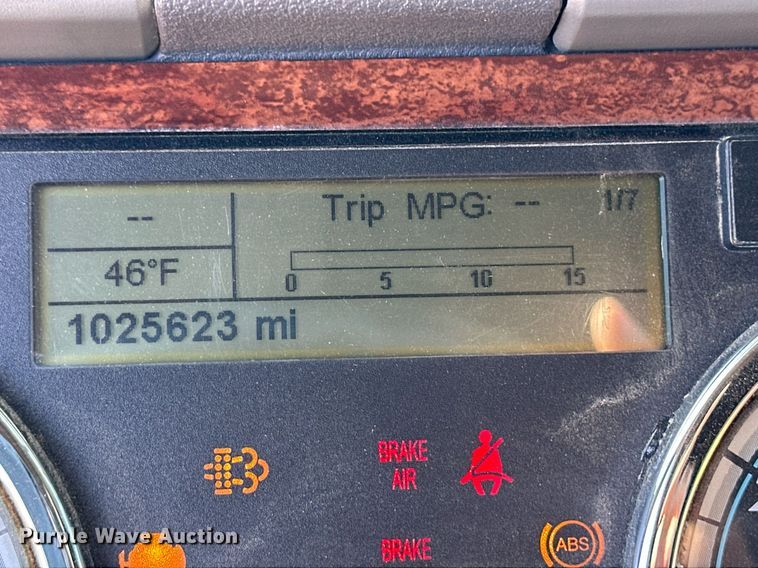 -- Trip MPG: -- 1/7
46°F
0 5 10 15
1025623 mi
BRAKE
AIR
BRAKE
ABS
Purple Wave Auction